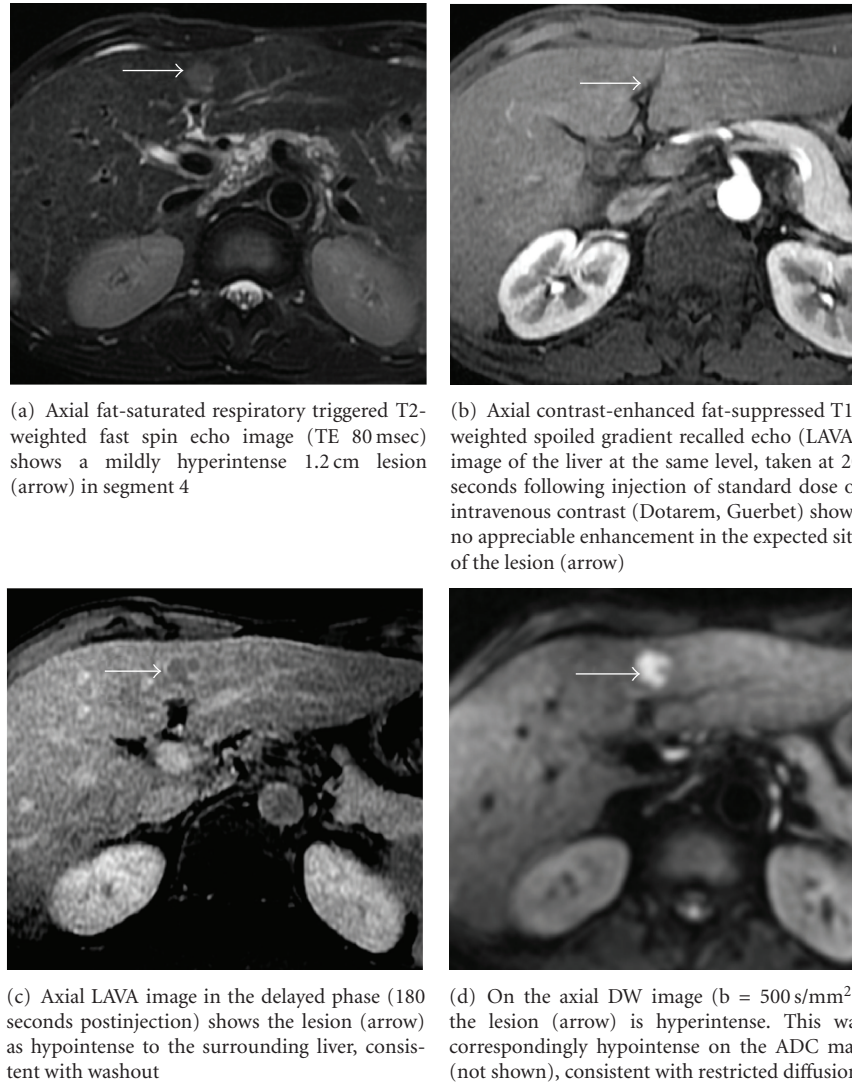 (a) Axial fat-saturated respiratory triggered T2-
weighted fast spin echo image (TE 80 msec)
shows a mildly hyperintense 1.2 cm lesion
(arrow) in segment 4
(b) Axial contrast-enhanced fat-suppressed T1
weighted spoiled gradient recalled echo (LAVA
image of the liver at the same level, taken at 2
seconds following injection of standard dose o
intravenous contrast (Dotarem, Guerbet) show
no appreciable enhancement in the expected sit
of the lesion (arrow)
(c) Axial LAVA image in the delayed phase (180
seconds postinjection) shows the lesion (arrow)
as hypointense to the surrounding liver, consis-
tent with washout
(d) On the axial DW image (b = 500 s/mm²
the lesion (arrow) is hyperintense. This wa
correspondingly hypointense on the ADC ma
(not shown), consistent with restricted diffusion